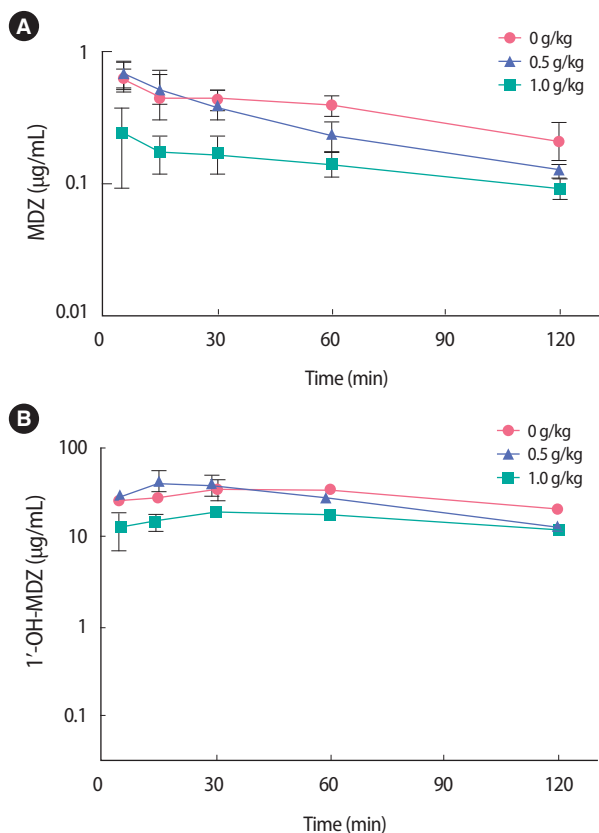 A
0 g/kg
0.5 g/kg
1.0 g/kg
MDZ (μg/mL)
1
0.1
0.01
0 30 60 90 120
Time (min)
B
0 g/kg
0.5 g/kg
1.0 g/kg
1′-OH-MDZ (μg/mL)
100
10
1
0.1
0 30 60 90 120
Time (min)